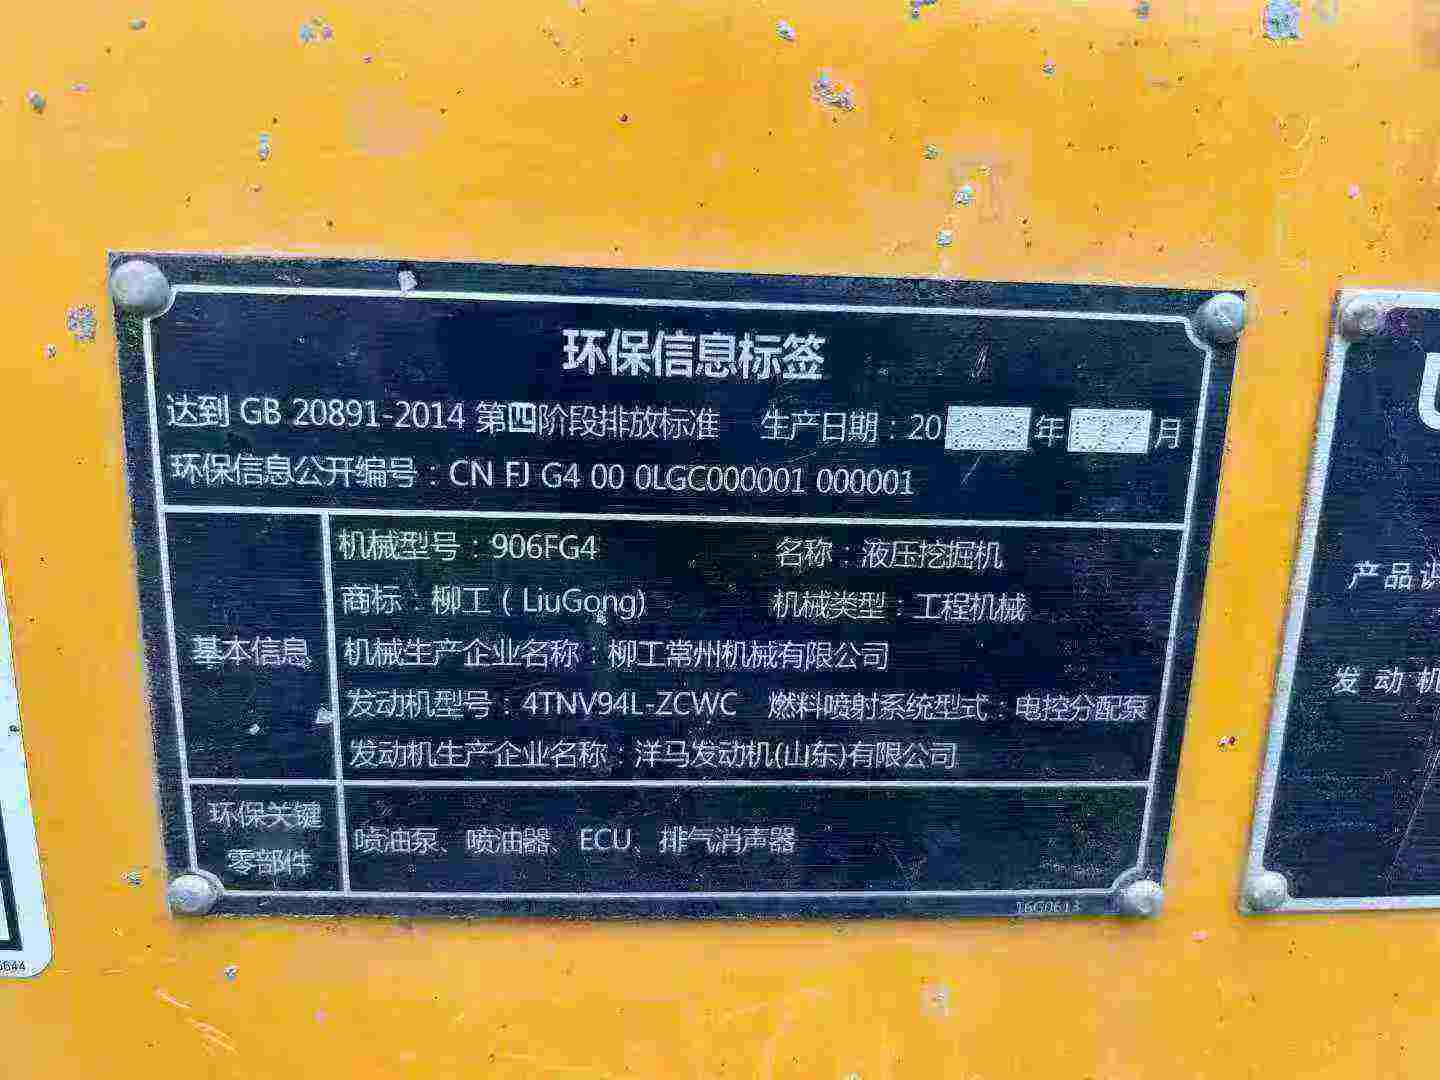 环保信息标签
达到 GB 20891-2014 第四阶段排放标准 生产日期：20 年 月
环保信息公开编号：CN FJ G4 00 0LGC000001 000001
基本信息
机械型号：906FG4 名称：液压挖掘机
商标：柳工 ( LiuGong) 机械类型：工程机械
机械生产企业名称：柳工常州机械有限公司
发动机型号：4TNV94L-ZCWC 燃料喷射系统型式：电控分配泵
发动机生产企业名称：洋马发动机(山东)有限公司
环保关键
零部件
喷油泵、喷油器、ECU、排气消声器
16G0613
产品识
发动机